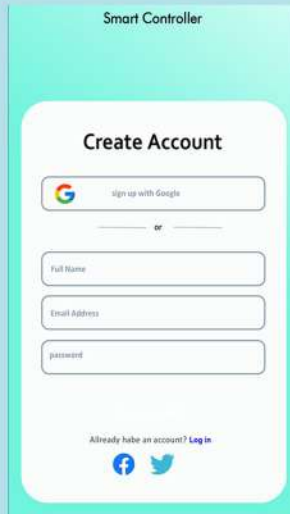 Smart Controller
Create Account
sign up with Google
or
Full Name
Email Address
password
Allready habe an account? Log in